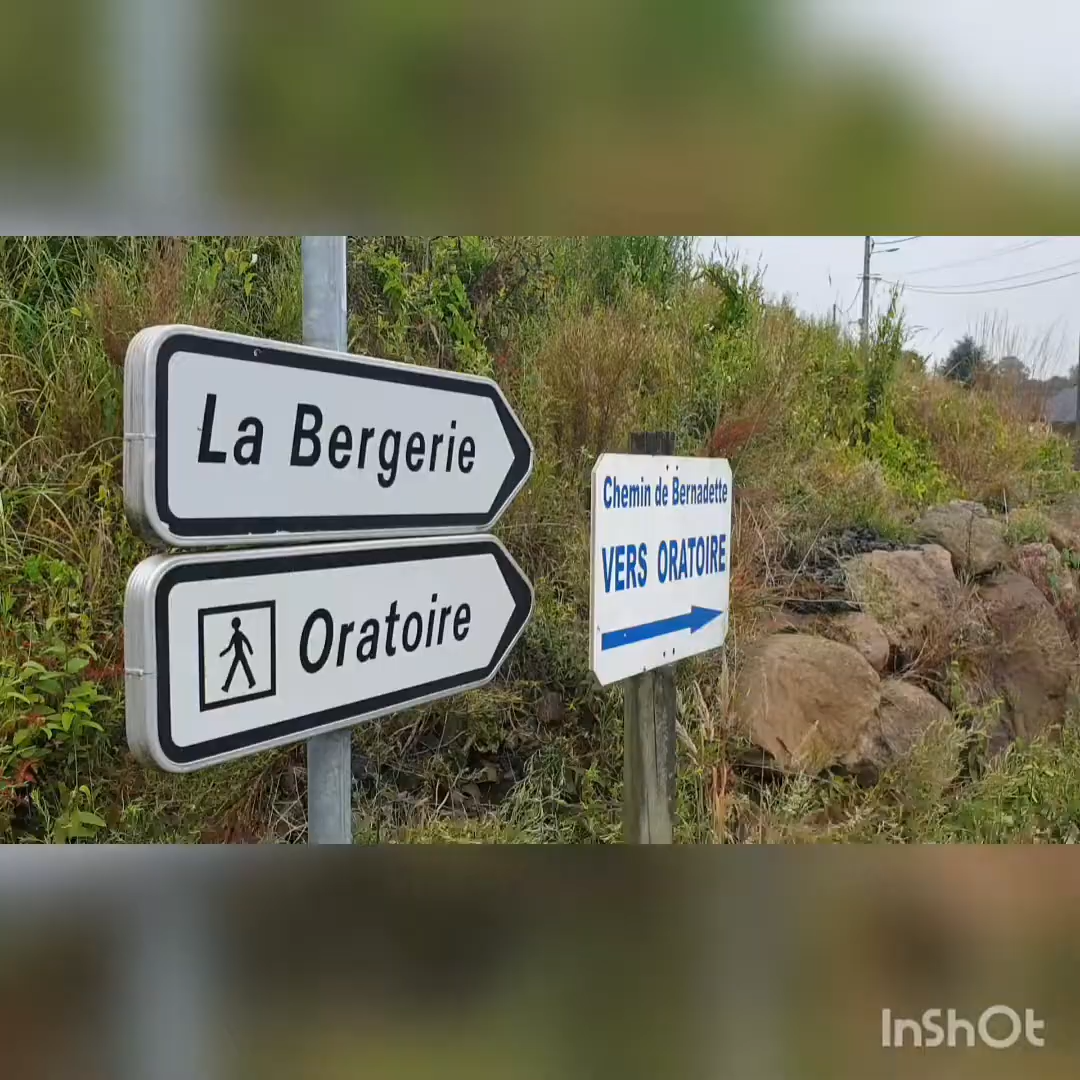 La Bergerie
Oratoire
Chemin de Bernadette
VERS ORATOIRE
InShOt